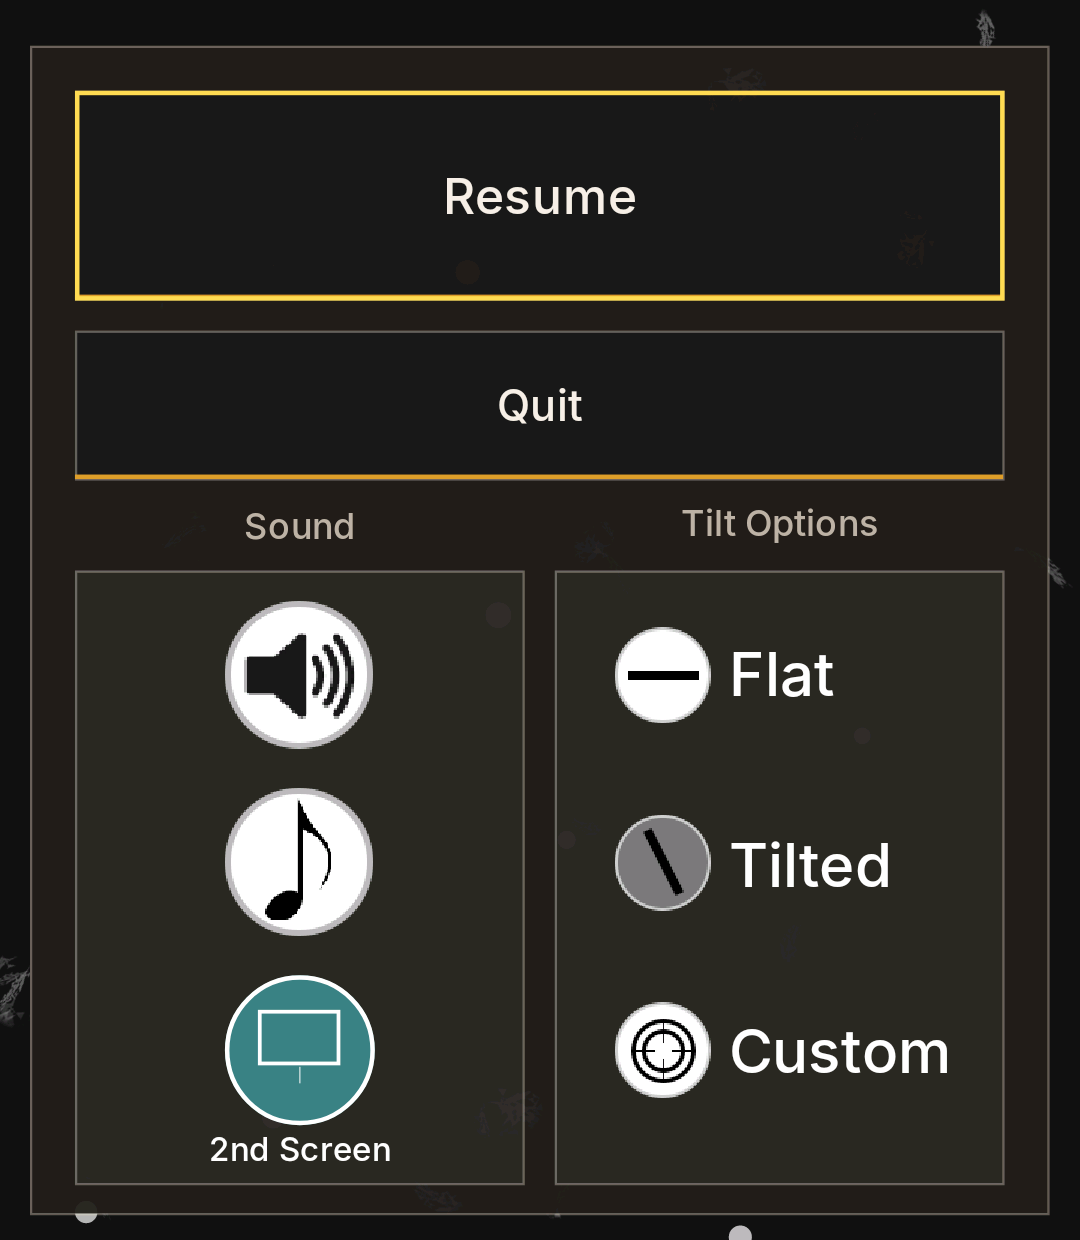 Resume
Quit
Sound
Tilt Options
Flat
Tilted
Custom
2nd Screen